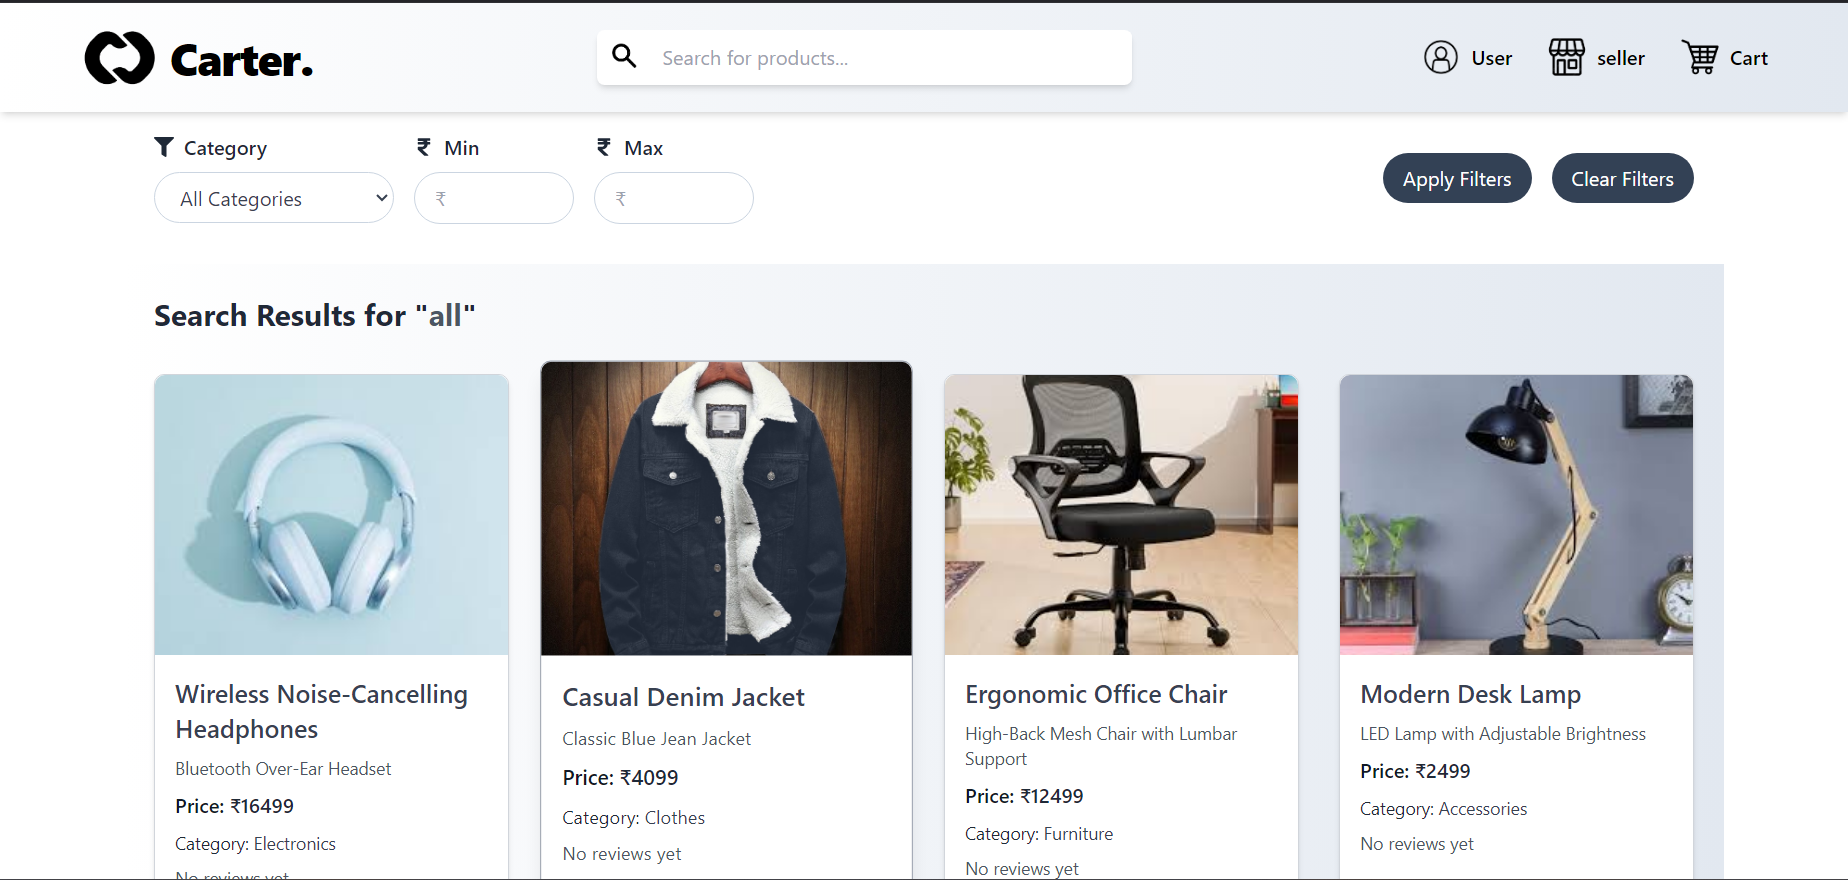 Carter.
Search for products...
User
seller
Cart
Category
₹ Min
₹ Max
All Categories
₹
₹
Apply Filters
Clear Filters
Search Results for "all"
Wireless Noise-Cancelling
Headphones
Bluetooth Over-Ear Headset
Price: ₹16499
Category: Electronics
No reviews yet
Casual Denim Jacket
Classic Blue Jean Jacket
Price: ₹4099
Category: Clothes
No reviews yet
Ergonomic Office Chair
High-Back Mesh Chair with Lumbar
Support
Price: ₹12499
Category: Furniture
No reviews yet
Modern Desk Lamp
LED Lamp with Adjustable Brightness
Price: ₹2499
Category: Accessories
No reviews yet